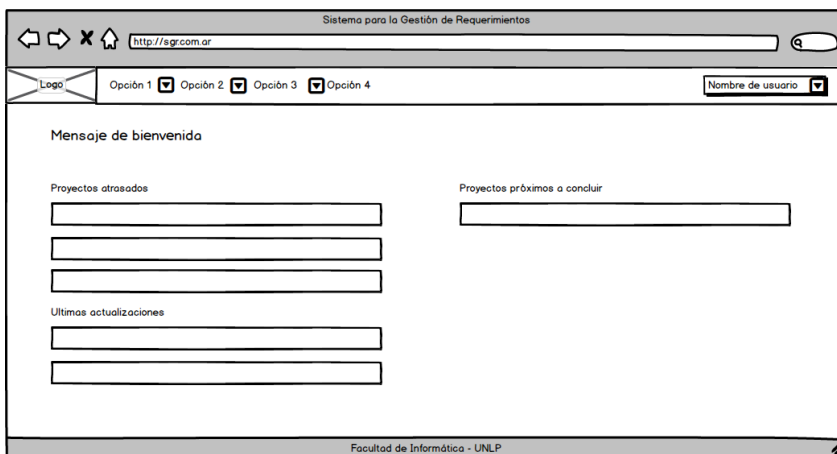 Sistema para la Gestión de Requerimientos
http://sgr.com.ar
Logo Opción 1 Opción 2 Opción 3 Opción 4 Nombre de usuario
Mensaje de bienvenida
Proyectos atrasados Proyectos próximos a concluir
Ultimas actualizaciones
Facultad de Informática - UNLP